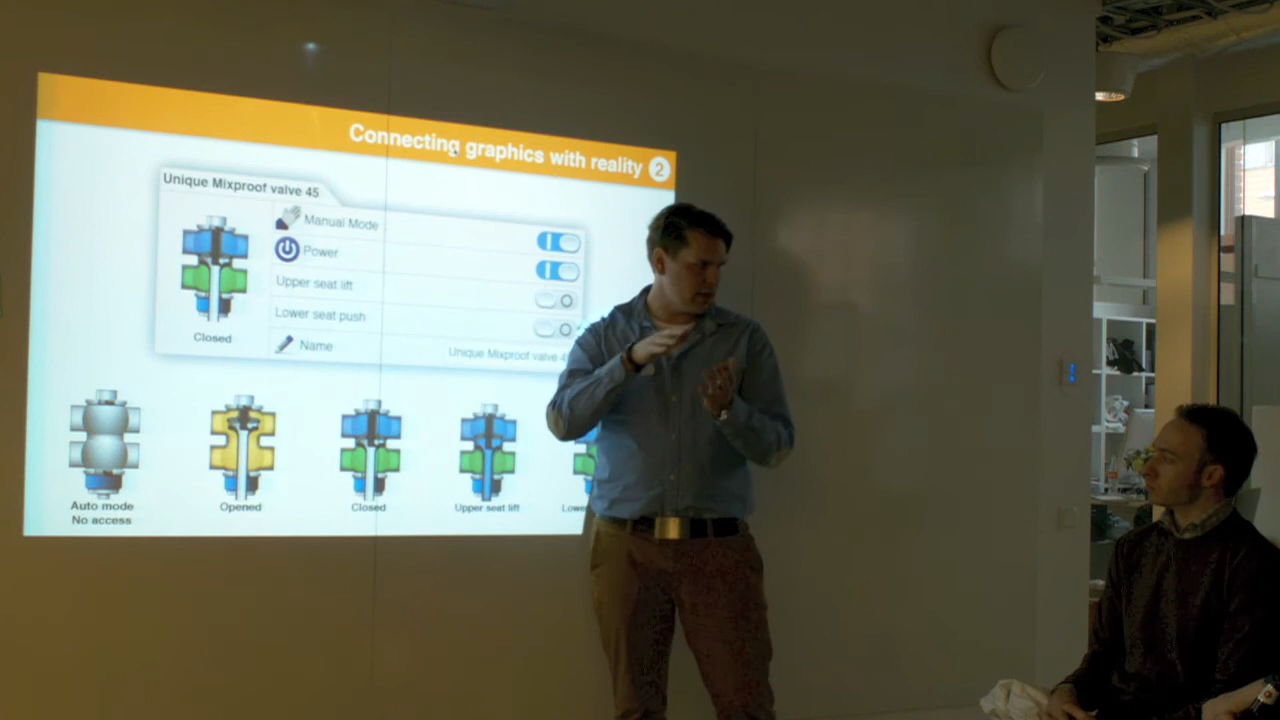 Connecting graphics with reality 2
Unique Mixproof valve 45
Manual Mode
Power
Upper seat lift
Lower seat push
Name
Unique Mixproof valve
Closed
Auto mode
No access
Opened
Closed
Upper seat lift